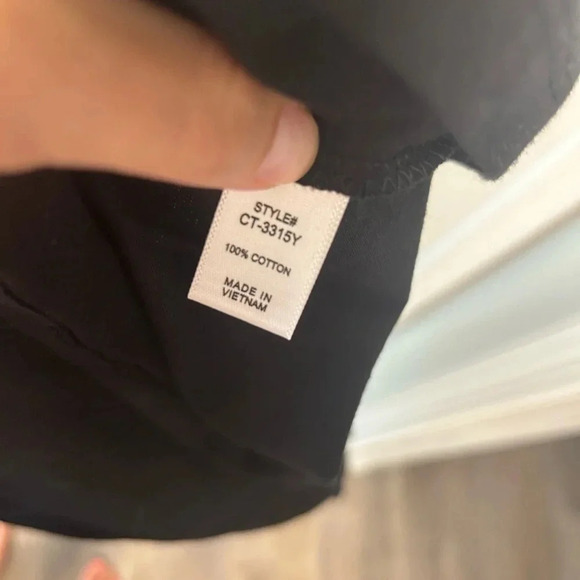 STYLE#
CT-3315Y
100% COTTON
MADE IN
VIETNAM